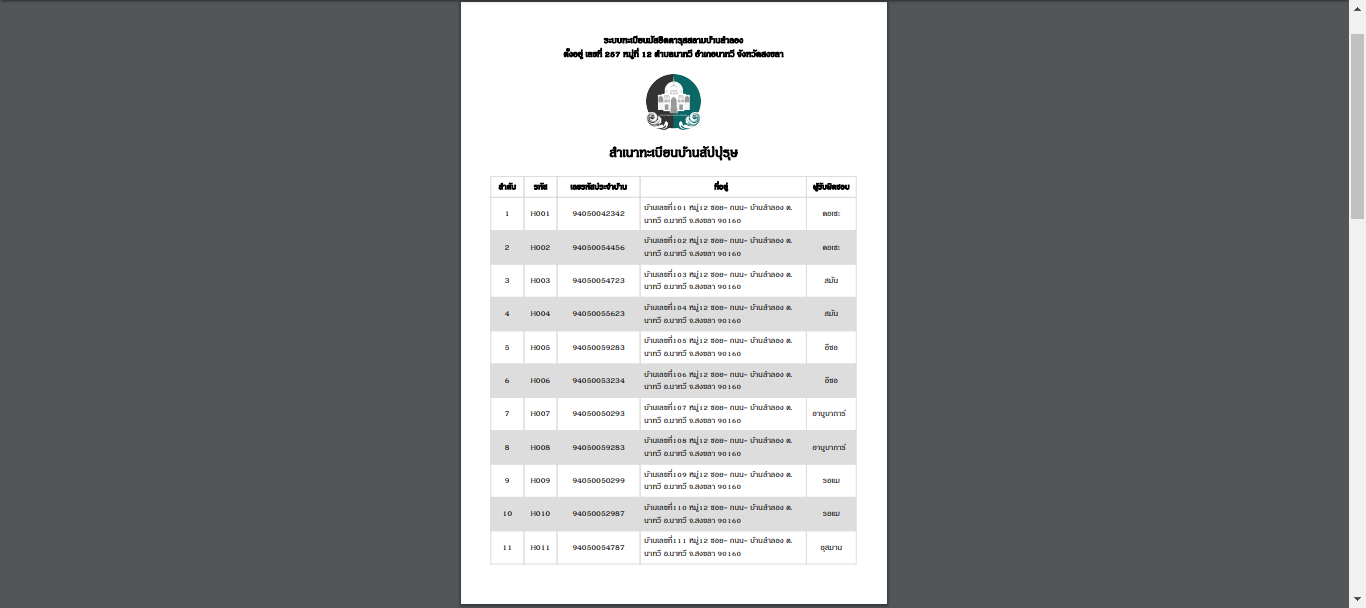 ระบบทะเบียนมัสยิดดารุสสลามบ้านลำลอง
ตั้งอยู่ เลขที่ 257 หมู่ที่ 12 ตำบลนาทวี อำเภอนาทวี จังหวัดสงขลา
สำเนาทะเบียนบ้านสัปปุรุษ
ลำดับ รหัส เลขรหัสประจำบ้าน ที่อยู่ ผู้รับผิดชอบ
1 H001 94050042342 บ้านเลขที่101 หมู่12 ซอย- ถนน- บ้านลำลอง ต. ดอเซะ
นาทวี อ.นาทวี จ.สงขลา 90160
2 H002 94050054456 บ้านเลขที่102 หมู่12 ซอย- ถนน- บ้านลำลอง ต. ดอเซะ
นาทวี อ.นาทวี จ.สงขลา 90160
3 H003 94050054723 บ้านเลขที่103 หมู่12 ซอย- ถนน- บ้านลำลอง ต. สมัน
นาทวี อ.นาทวี จ.สงขลา 90160
4 H004 94050055623 บ้านเลขที่104 หมู่12 ซอย- ถนน- บ้านลำลอง ต. สมัน
นาทวี อ.นาทวี จ.สงขลา 90160
5 H005 94050059283 บ้านเลขที่105 หมู่12 ซอย- ถนน- บ้านลำลอง ต. อีซอ
นาทวี อ.นาทวี จ.สงขลา 90160
6 H006 94050053234 บ้านเลขที่106 หมู่12 ซอย- ถนน- บ้านลำลอง ต. อีซอ
นาทวี อ.นาทวี จ.สงขลา 90160
7 H007 94050050293 บ้านเลขที่107 หมู่12 ซอย- ถนน- บ้านลำลอง ต. อาบูบาการ์
นาทวี อ.นาทวี จ.สงขลา 90160
8 H008 94050059283 บ้านเลขที่108 หมู่12 ซอย- ถนน- บ้านลำลอง ต. อาบูบาการ์
นาทวี อ.นาทวี จ.สงขลา 90160
9 H009 94050050299 บ้านเลขที่109 หมู่12 ซอย- ถนน- บ้านลำลอง ต. รอแม
นาทวี อ.นาทวี จ.สงขลา 90160
10 H010 94050052987 บ้านเลขที่110 หมู่12 ซอย- ถนน- บ้านลำลอง ต. รอแม
นาทวี อ.นาทวี จ.สงขลา 90160
11 H011 94050054787 บ้านเลขที่111 หมู่12 ซอย- ถนน- บ้านลำลอง ต. อุสมาน
นาทวี อ.นาทวี จ.สงขลา 90160